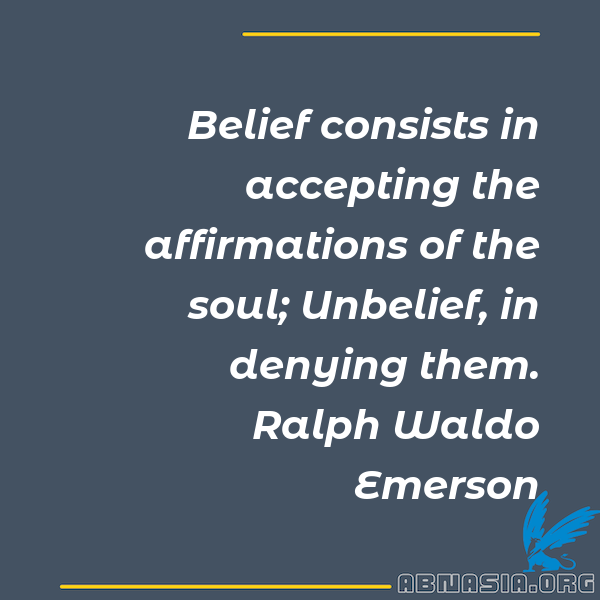 Belief consists in
accepting the
affirmations of the
soul; Unbelief, in
denying them.
Ralph Waldo
Emerson
ABNASIA.ORG